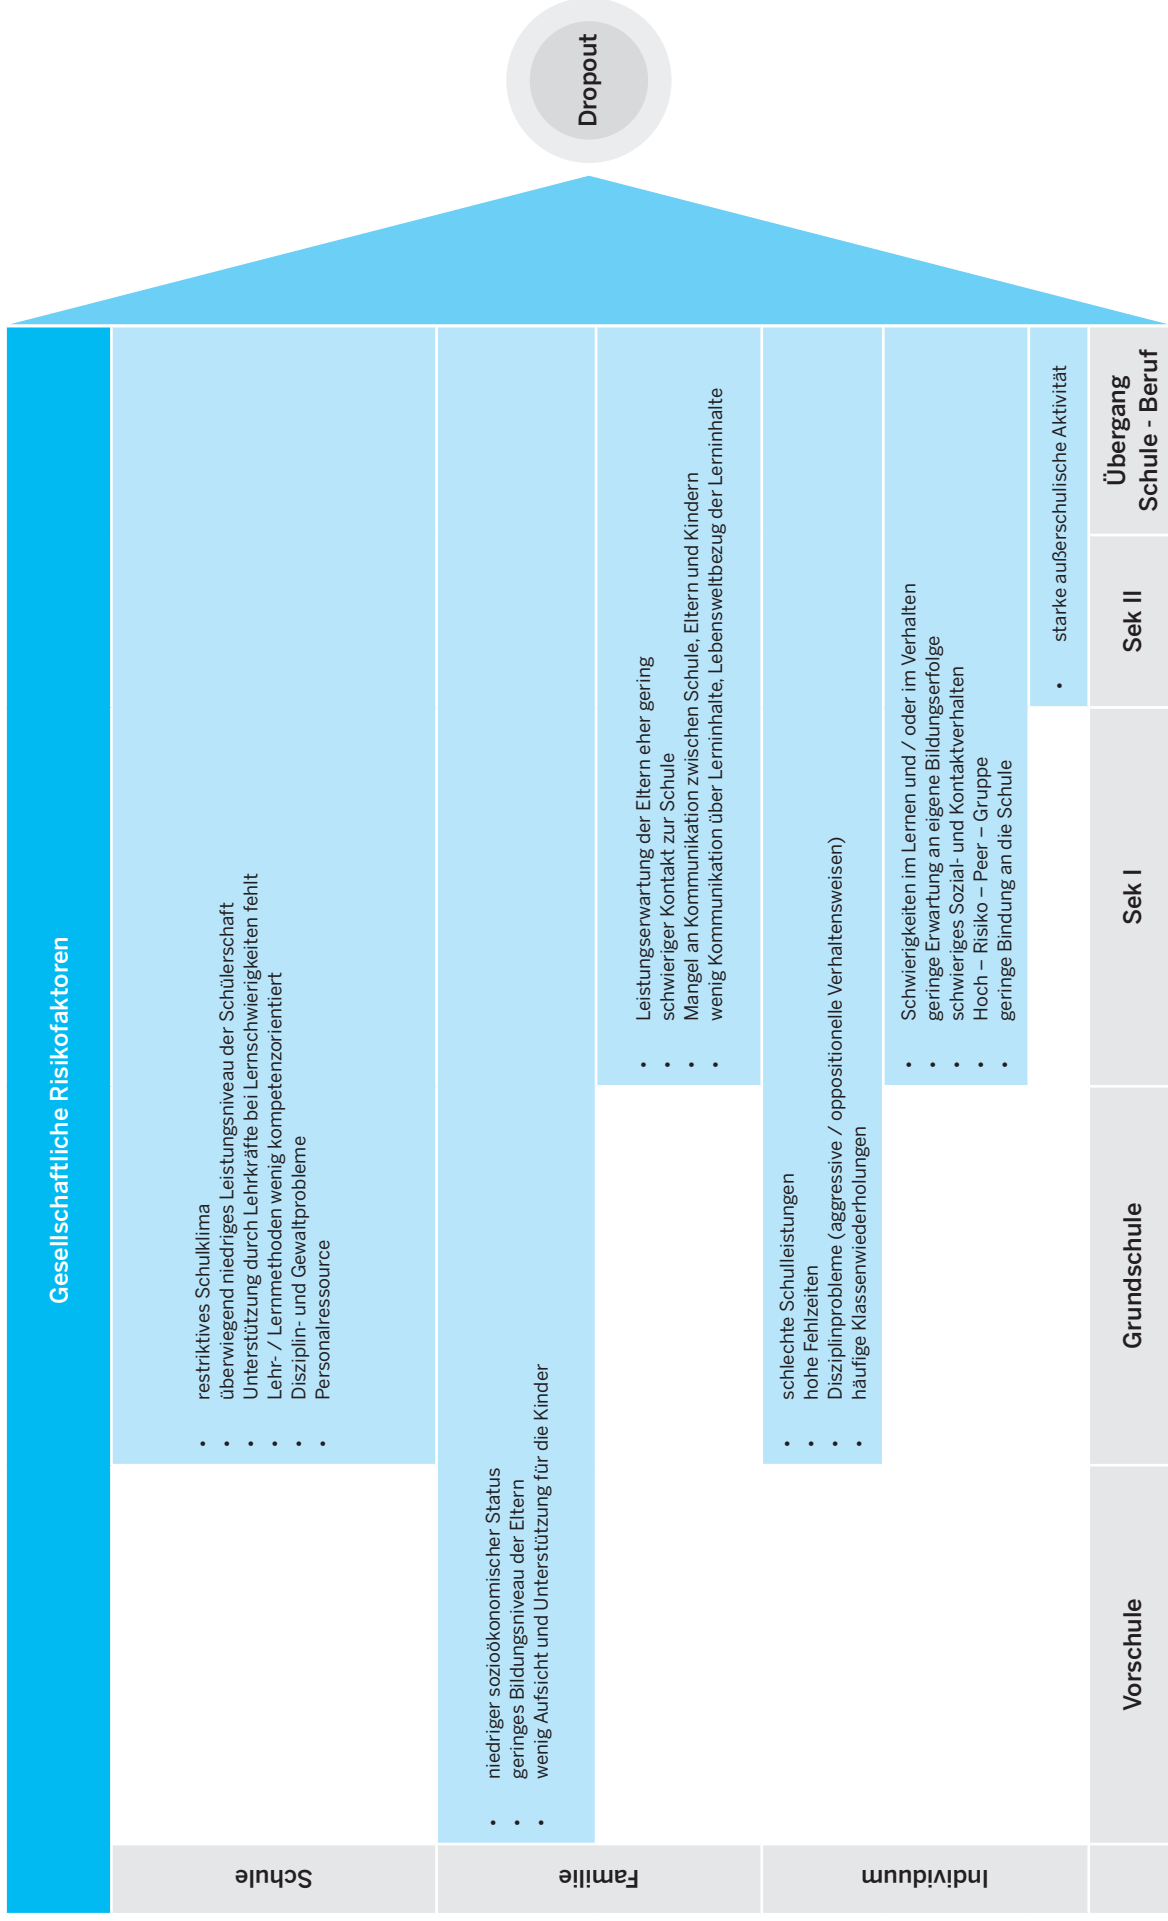 Gesellschaftliche Risikofaktoren
Schule
• restriktives Schulklima
• überwiegend niedriges Leistungsniveau der Schülerschaft
• Unterstützung durch Lehrkräfte bei Lernschwierigkeiten fehlt
• Lehr- / Lernmethoden wenig kompetenzorientiert
• Disziplin- und Gewaltprobleme
• Personalressource
Familie
• niedriger sozioökonomischer Status
• geringes Bildungsniveau der Eltern
• wenig Aufsicht und Unterstützung für die Kinder
• Leistungserwartung der Eltern eher gering
• schwieriger Kontakt zur Schule
• Mangel an Kommunikation zwischen Schule, Eltern und Kindern
• wenig Kommunikation über Lerninhalte, Lebensweltbezug der Lerninhalte
Individuum
• schlechte Schulleistungen
• hohe Fehlzeiten
• Disziplinprobleme (aggressive / oppositionelle Verhaltensweisen)
• häufige Klassenwiederholungen
• Schwierigkeiten im Lernen und / oder im Verhalten
• geringe Erwartung an eigene Bildungserfolge
• schwieriges Sozial- und Kontaktverhalten
• Hoch – Risiko – Peer – Gruppe
• geringe Bindung an die Schule
• starke außerschulische Aktivität
Vorschule
Grundschule
Sek I
Sek II
Übergang
Schule - Beruf
Dropout